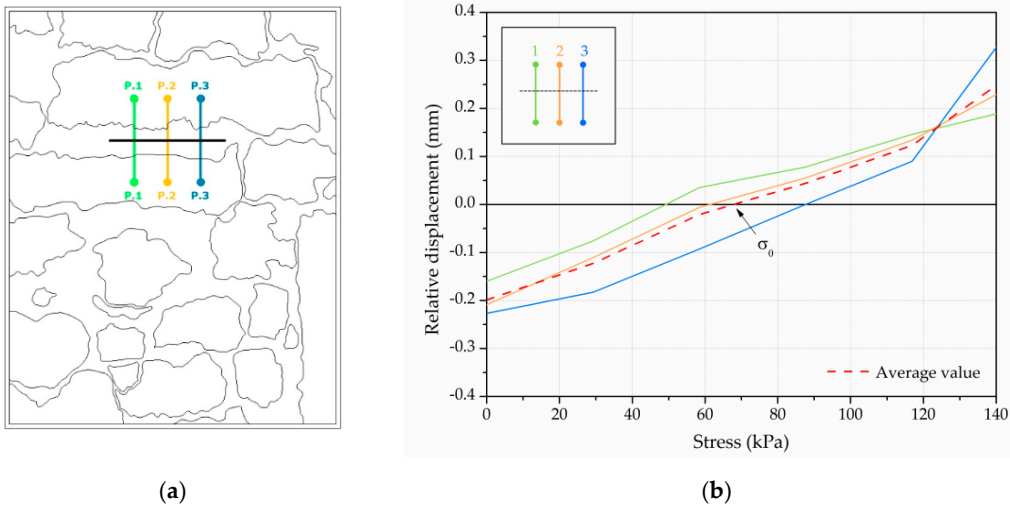 P.1 P.2 P.3
P.1 P.2 P.3
(a)
0.4
0.3
0.2
0.1
0.0
-0.1
-0.2
-0.3
-0.4
Relative displacement (mm)
1 2 3
σ0
Average value
0 20 40 60 80 100 120 140
Stress (kPa)
(b)